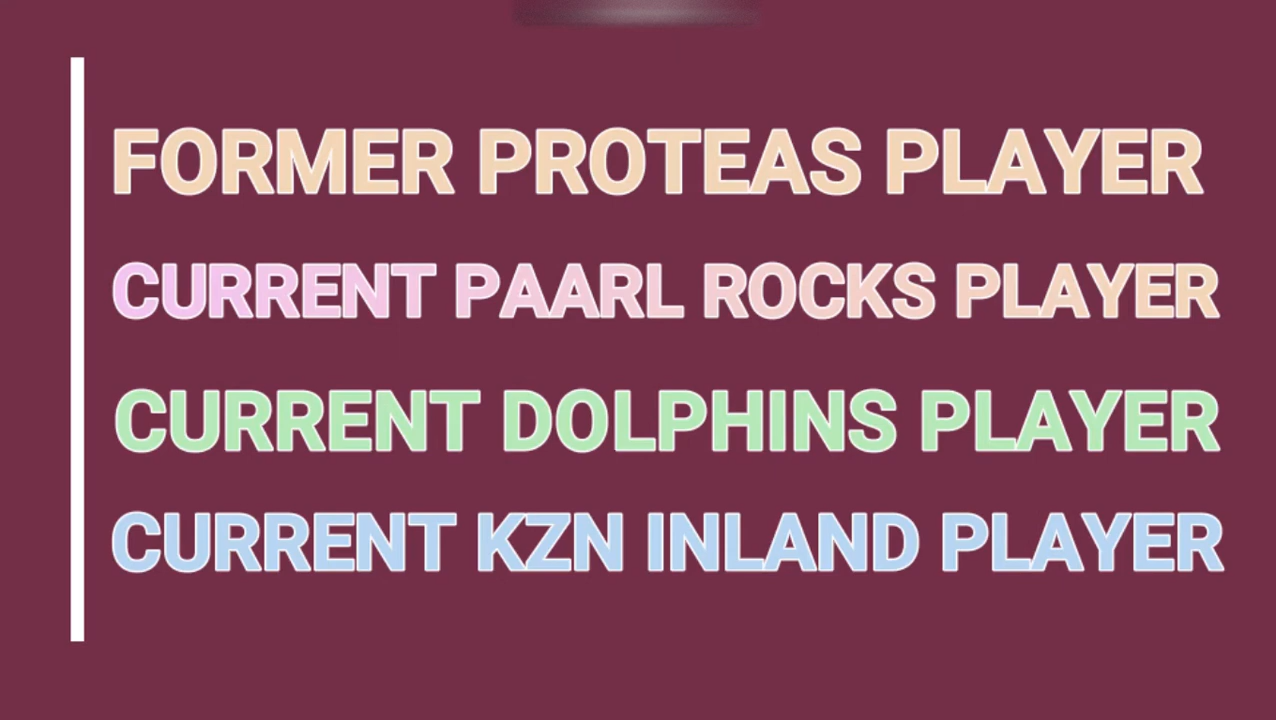 FORMER PROTEAS PLAYER
CURRENT PAARL ROCKS PLAYER
CURRENT DOLPHINS PLAYER
CURRENT KZN INLAND PLAYER